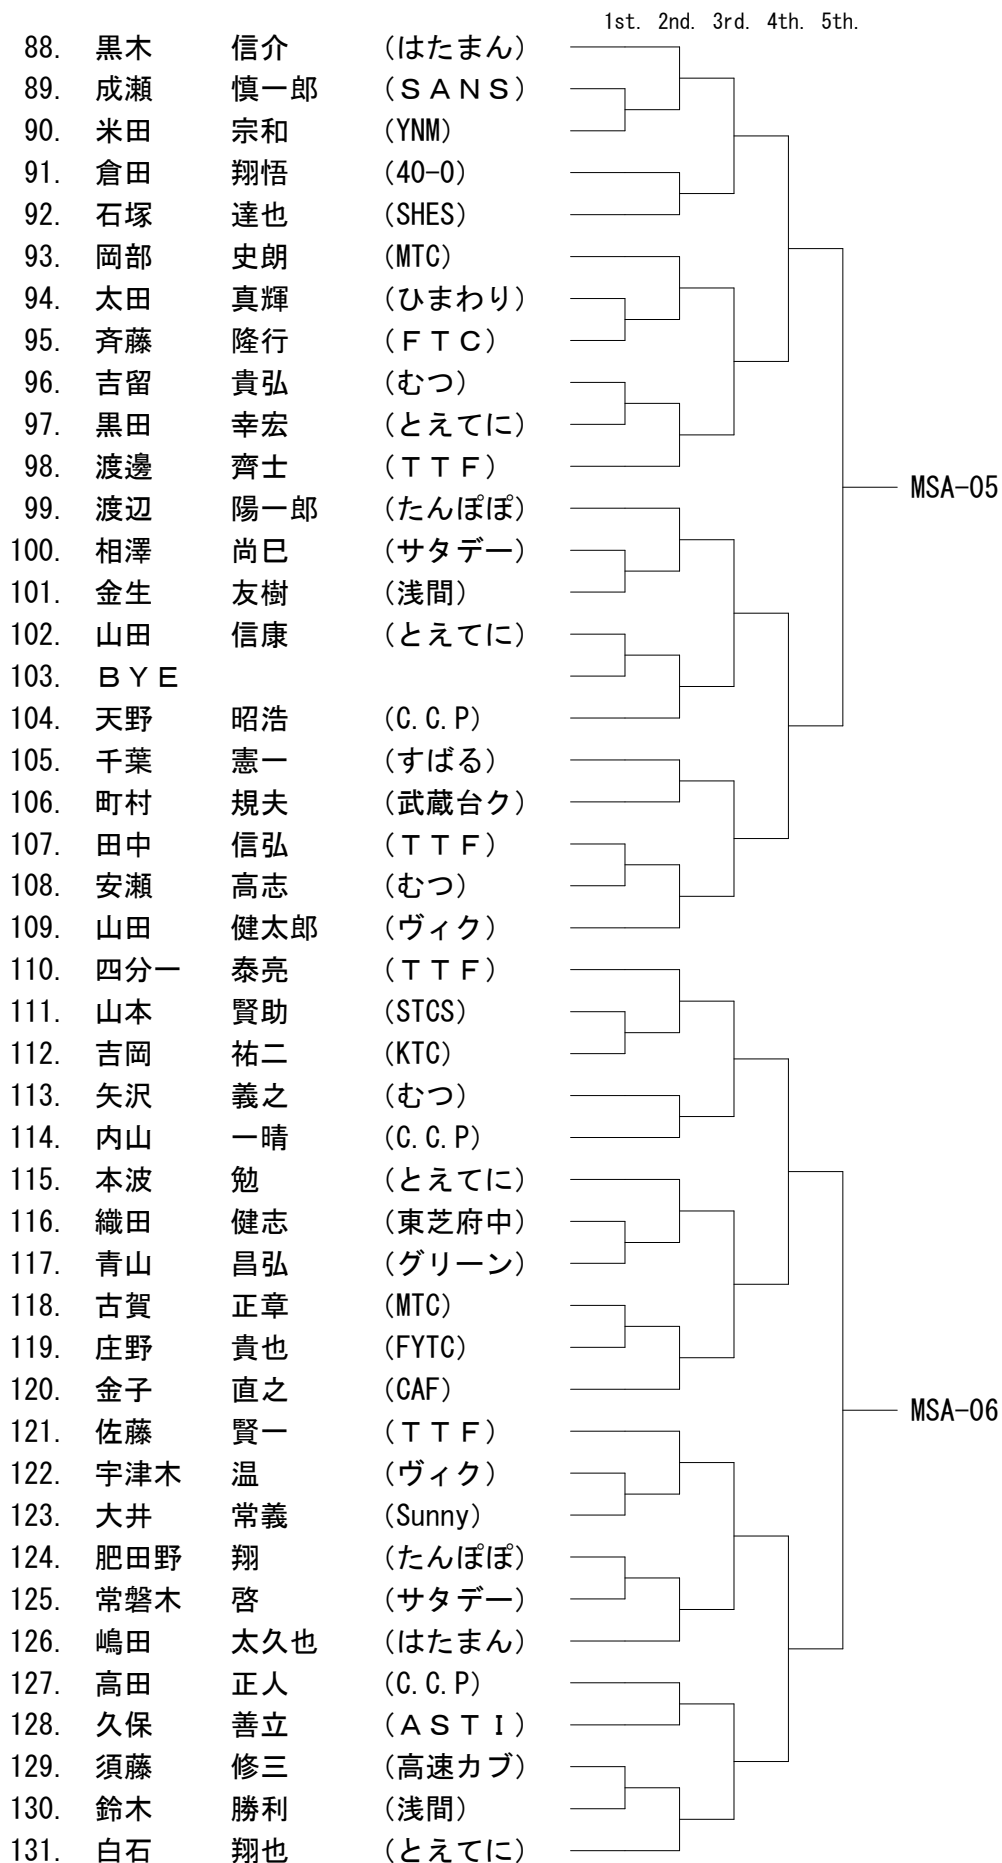 1st. 2nd. 3rd. 4th. 5th.
88. 黒木 信介 (はたまん)
89. 成瀬 慎一郎 (ＳＡＮＳ)
90. 米田 宗和 (YNM)
91. 倉田 翔悟 (40-0)
92. 石塚 達也 (SHES)
93. 岡部 史朗 (MTC)
94. 太田 真輝 (ひまわり)
95. 斉藤 隆行 (ＦＴＣ)
96. 吉留 貴弘 (むつ)
97. 黒田 幸宏 (とえてに)
98. 渡邊 齊士 (ＴＴＦ)
MSA-05
99. 渡辺 陽一郎 (たんぽぽ)
100. 相澤 尚巳 (サタデー)
101. 金生 友樹 (浅間)
102. 山田 信康 (とえてに)
103. ＢＹＥ
104. 天野 昭浩 (C.C.P)
105. 千葉 憲一 (すばる)
106. 町村 規夫 (武蔵台ク)
107. 田中 信弘 (ＴＴＦ)
108. 安瀬 高志 (むつ)
109. 山田 健太郎 (ヴィク)
110. 四分一 泰亮 (ＴＴＦ)
111. 山本 賢助 (STCS)
112. 吉岡 祐二 (KTC)
113. 矢沢 義之 (むつ)
114. 内山 一晴 (C.C.P)
115. 本波 勉 (とえてに)
116. 織田 健志 (東芝府中)
117. 青山 昌弘 (グリーン)
118. 古賀 正章 (MTC)
119. 庄野 貴也 (FYTC)
120. 金子 直之 (CAF)
MSA-06
121. 佐藤 賢一 (ＴＴＦ)
122. 宇津木 温 (ヴィク)
123. 大井 常義 (Sunny)
124. 肥田野 翔 (たんぽぽ)
125. 常磐木 啓 (サタデー)
126. 嶋田 太久也 (はたまん)
127. 高田 正人 (C.C.P)
128. 久保 善立 (ＡＳＴＩ)
129. 須藤 修三 (高速カブ)
130. 鈴木 勝利 (浅間)
131. 白石 翔也 (とえてに)